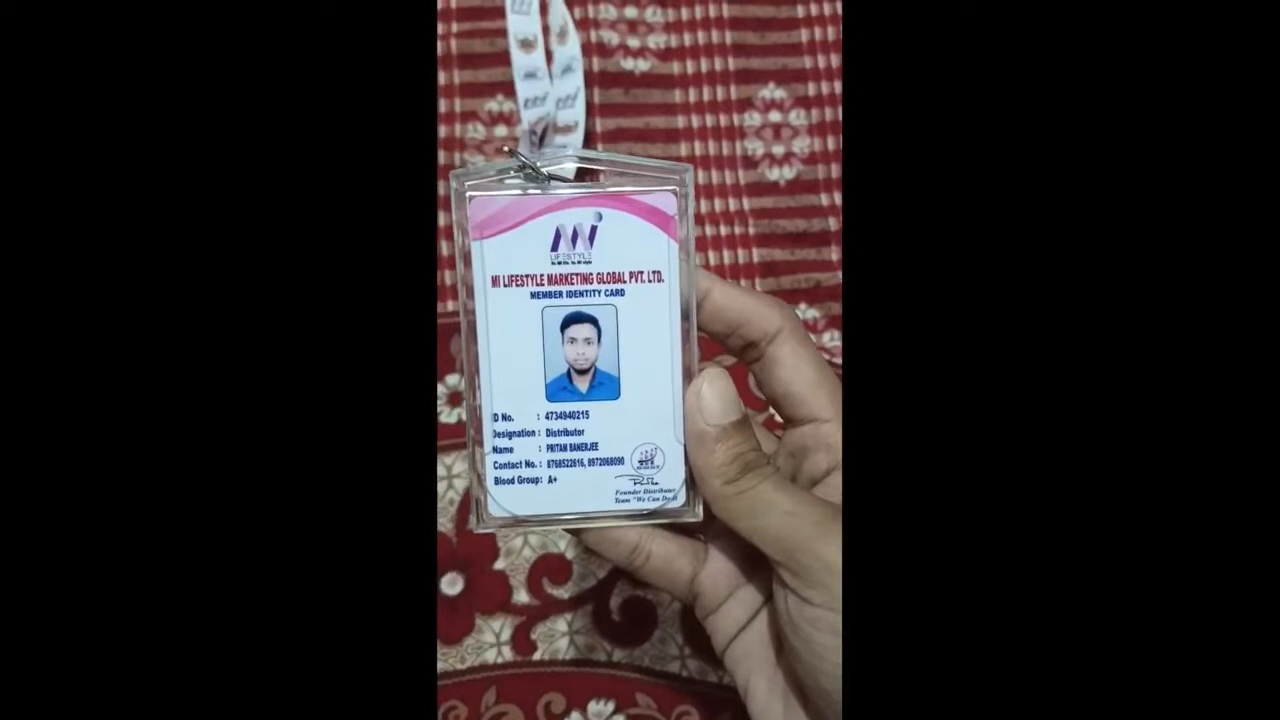 LIFESTYLE
MI LIFESTYLE MARKETING GLOBAL PVT. LTD.
MEMBER IDENTITY CARD
D No. : 4734940215
Designation : Distributor
Name : PRITAM BANERJEE
Contact No. : 8768522616, 8972068090
Blood Group: A+
Founder Distributor
Team "We Can Do It